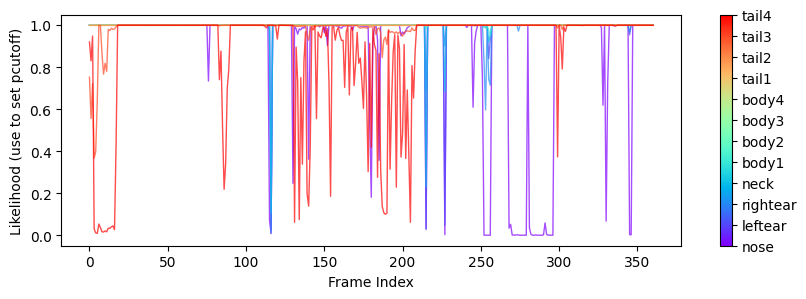 Likelihood (use to set pcutoff)
1.0
0.8
0.6
0.4
0.2
0.0
0
50
100
150
200
250
300
350
Frame Index
tail4
tail3
tail2
tail1
body4
body3
body2
body1
neck
rightear
leftear
nose